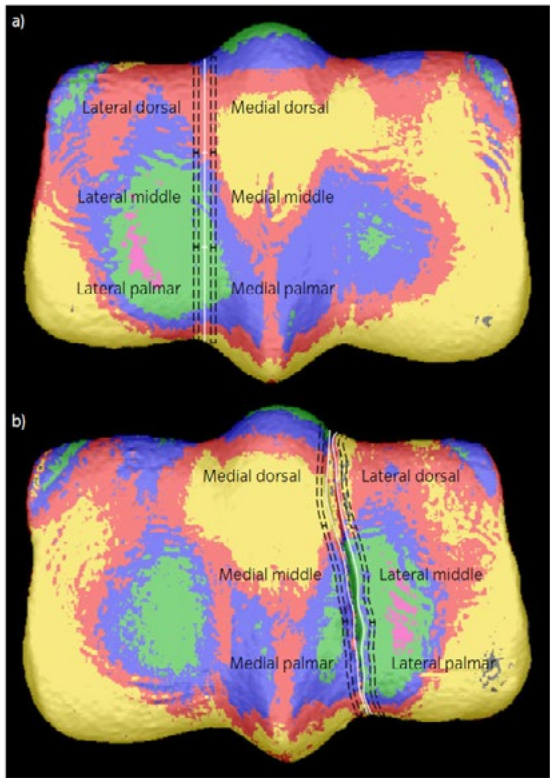 a)
Lateral dorsal Medial dorsal
Lateral middle Medial middle
Lateral palmar Medial palmar
b)
Medial dorsal Lateral dorsal
Medial middle Lateral middle
Medial palmar Lateral palmar